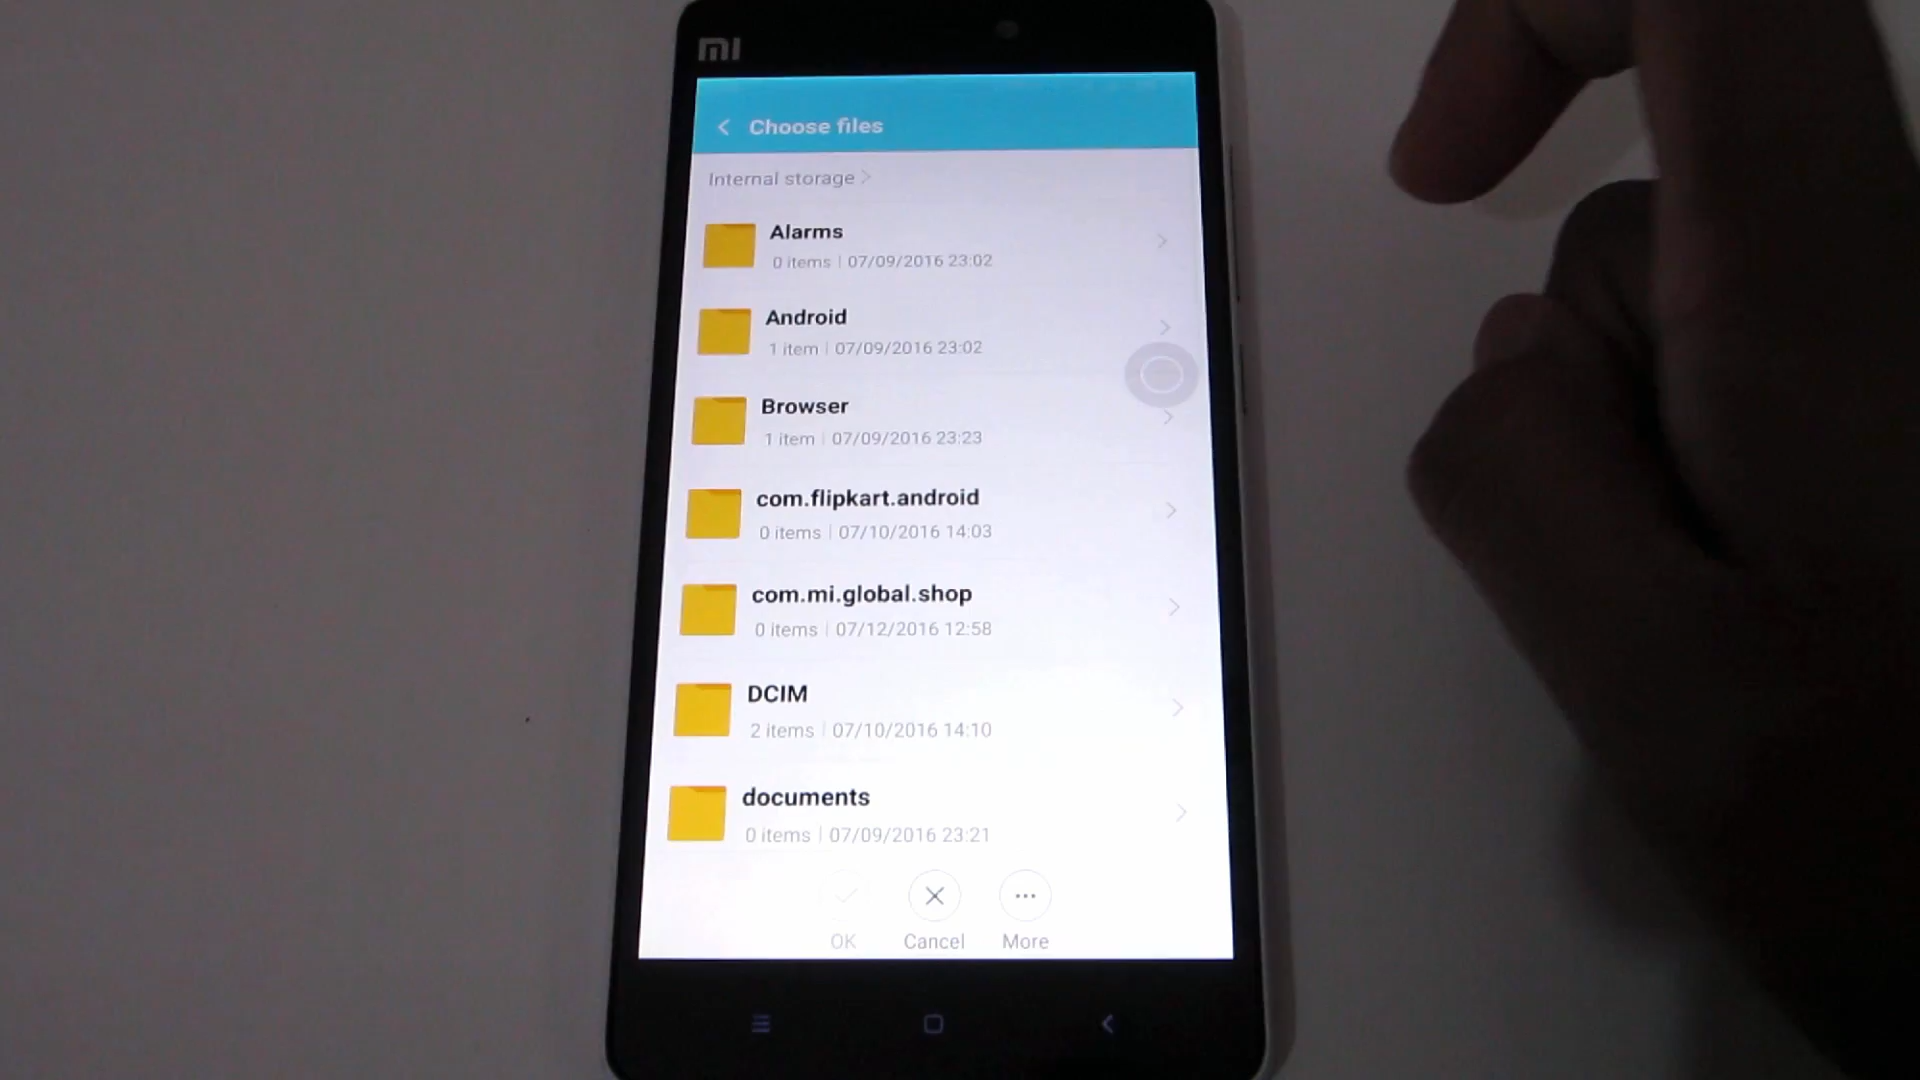 mi
Choose files
Internal storage >
Alarms
0 items | 07/09/2016 23:02
Android
1 item | 07/09/2016 23:02
Browser
1 item | 07/09/2016 23:23
com.flipkart.android
0 items | 07/10/2016 14:03
com.mi.global.shop
0 items | 07/12/2016 12:58
DCIM
2 items | 07/10/2016 14:10
documents
0 items | 07/09/2016 23:21
OK Cancel More